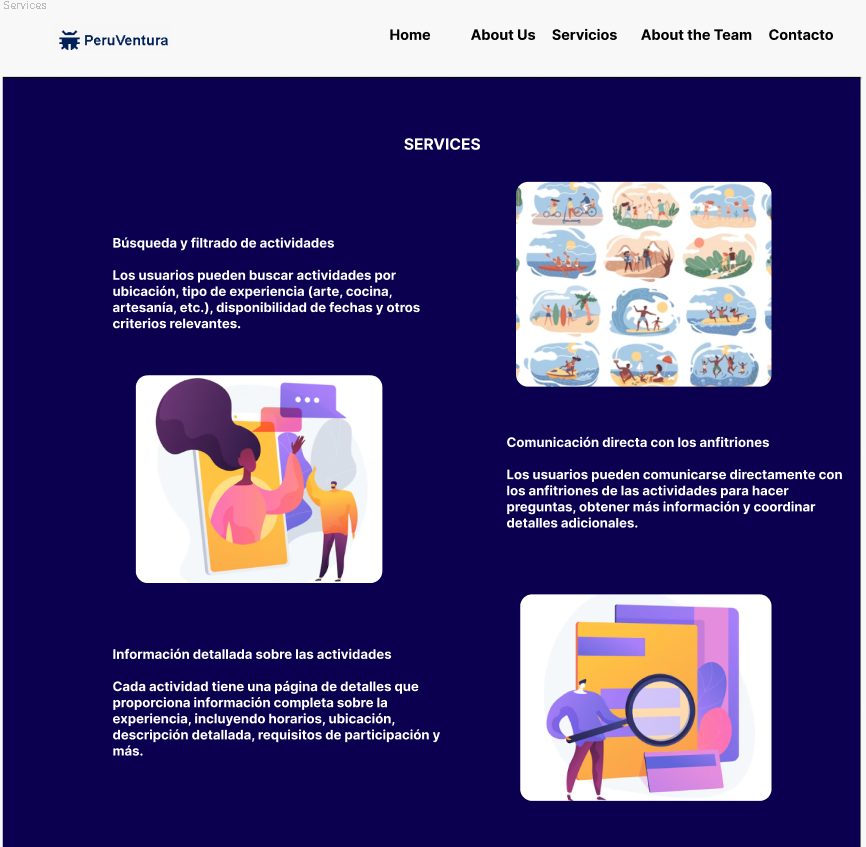 Services
PeruVentura
Home About Us Servicios About the Team Contacto
SERVICES
Búsqueda y filtrado de actividades
Los usuarios pueden buscar actividades por
ubicación, tipo de experiencia (arte, cocina,
artesanía, etc.), disponibilidad de fechas y otros
criterios relevantes.
Comunicación directa con los anfitriones
Los usuarios pueden comunicarse directamente con
los anfitriones de las actividades para hacer
preguntas, obtener más información y coordinar
detalles adicionales.
Información detallada sobre las actividades
Cada actividad tiene una página de detalles que
proporciona información completa sobre la
experiencia, incluyendo horarios, ubicación,
descripción detallada, requisitos de participación y
más.